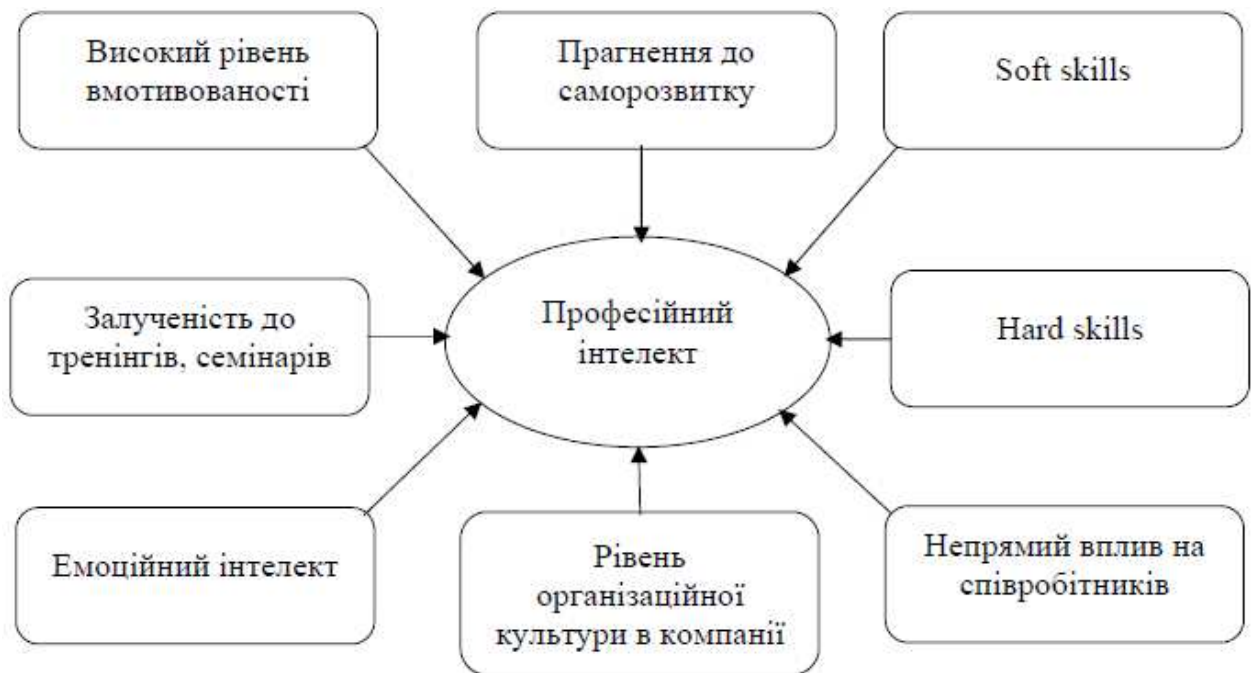 Високий рівень
вмотивованості
Прагнення до
саморозвитку
Soft skills
Залученість до
тренінгів, семінарів
Професійний
інтелект
Hard skills
Емоційний інтелект
Рівень
організаційної
культури в компанії
Непрямий вплив на
співробітників